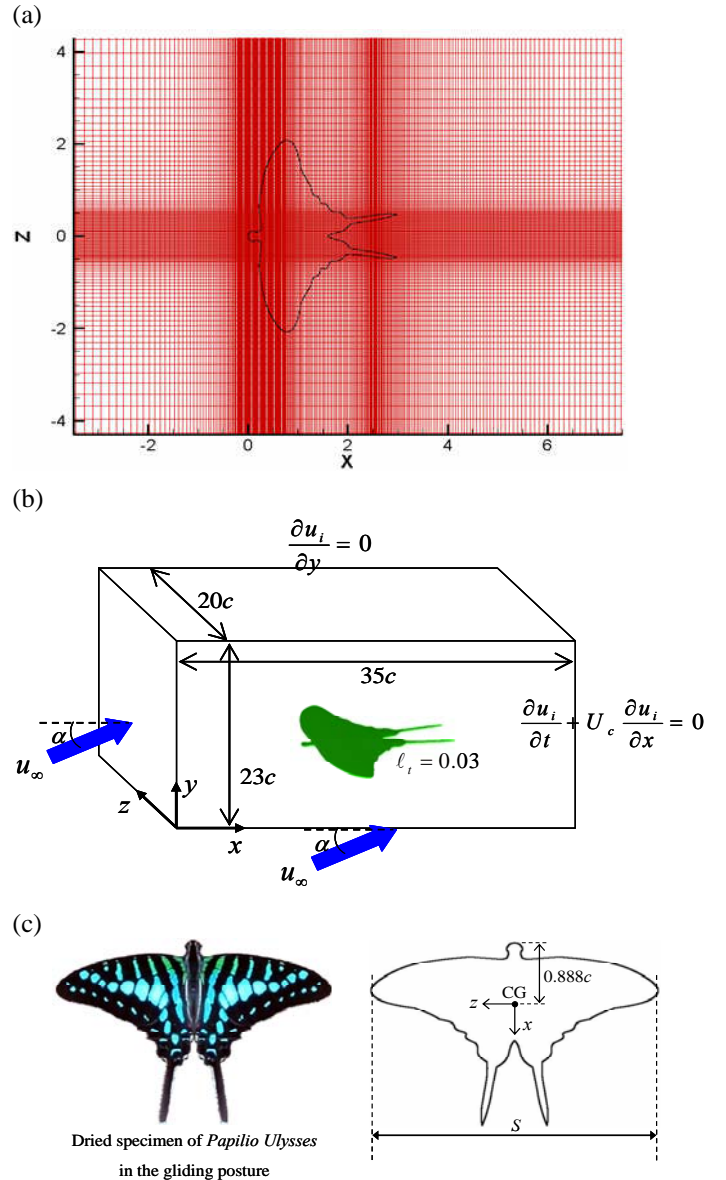 (a)
4
2
0
-2
-4
Z
-2 0 2 4 6
X
(b)
∂u_i/∂y = 0
20c
35c
∂u_i/∂t + U_c ∂u_i/∂x = 0
α
u_∞
23c
ℓ_t = 0.03
z
y
x
α
u_∞
(c)
0.888c
CG
z
x
S
Dried specimen of Papilio Ulysses
in the gliding posture